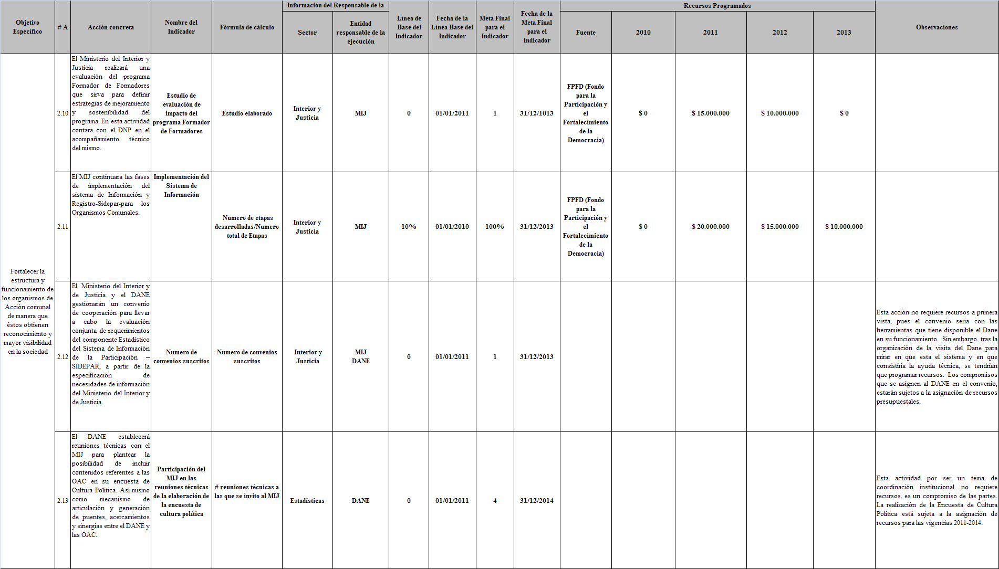 Objetivo
Específico
# A
Acción concreta
Nombre del
Indicador
Fórmula de cálculo
Información del Responsable de la
Sector
Entidad
responsable de la
ejecución
Línea de
Base del
Indicador
Fecha de la
Línea Base del
Indicador
Meta Final
para el
Indicador
Fecha de la
Meta Final
para el
Indicador
Recursos Programados
Fuente
2010
2011
2012
2013
Observaciones
Fortalecer la
estructura y
funcionamiento de
los organismos de
Acción comunal
de manera que
éstos obtienen
reconocimiento y
mayor visibilidad
en la sociedad
2.10
El Ministerio del Interior y
Justicia realizará una
evaluación del programa
Formador de Formadores
que sirva para definir
estrategias de mejoramiento
y sostenibilidad del
programa. En esta actividad
contara con el DNP en el
acompañamiento técnico
del mismo.
Estudio de
evaluación de
impacto del
programa Formador
de Formadores
Estudio elaborado
Interior y
Justicia
MIJ
0
01/01/2011
1
31/12/1013
FPFD (Fondo
para la
Participación y
el
Fortalecimiento
de la
Democracia)
$ 0
$ 15.000.000
$ 10.000.000
$ 0
2.11
El MIJ continuara las fases
de implementación del
sistema de Información y
Registro-Sidepar-para los
Organismos Comunales.
Implementación del
Sistema de
Información
Numero de etapas
desarrolladas/Numero
total de Etapas
Interior y
Justicia
MIJ
10%
01/01/2010
100%
31/12/2013
FPFD (Fondo
para la
Participación y
el
Fortalecimiento
de la
Democracia)
$ 0
$ 20.000.000
$ 15.000.000
$ 10.000.000
2.12
El Ministerio del Interior y
de Justicia y el DANE
gestionarán un convenio
de cooperación para llevar
a cabo la evaluación
conjunta de requerimientos
del componente Estadístico
del Sistema de Información
de la Participación –
SIDEPAR, a partir de la
especificación de
necesidades de información
del Ministerio del Interior y
de Justicia.
Numero de
convenios suscritos
Numero de convenios
suscritos
Interior y
Justicia
MIJ
DANE
0
01/01/2011
1
31/12/2013
Esta acción no requiere recursos a primera
vista, pues el convenio seria con las
herramientas que tiene disponible el Dane
en su funcionamiento. Sin embargo, tras la
organización de la visita del Dane para
mirar en que esta el sistema y en que
consistiría la ayuda técnica, se tendrían
que programar recursos. Los compromisos
que se asignen al DANE en el convenio,
estarán sujetos a la asignación de recursos
presupuestales.
2.13
El DANE establecerá
reuniones técnicas con el
MIJ para plantear la
posibilidad de incluir
contenidos referentes a las
OAC en su encuesta de
Cultura Política. Así mismo
como mecanismo de
articulación y generación
de puentes, acercamientos
y sinergias entre el DANE y
las OAC.
Participación del
MIJ en las
reuniones técnicas
de la elaboración de
la encuesta de
cultura política
# reuniones técnicas a
las que se invito al MIJ
Estadísticas
DANE
0
01/01/2011
4
31/12/2014
Esta actividad por ser un tema de
coordinación institucional no requiere
recursos, es un compromiso de las partes.
La realización de la Encuesta de Cultura
Política está sujeta a la asignación de
recursos para las vigencias 2011-2014.